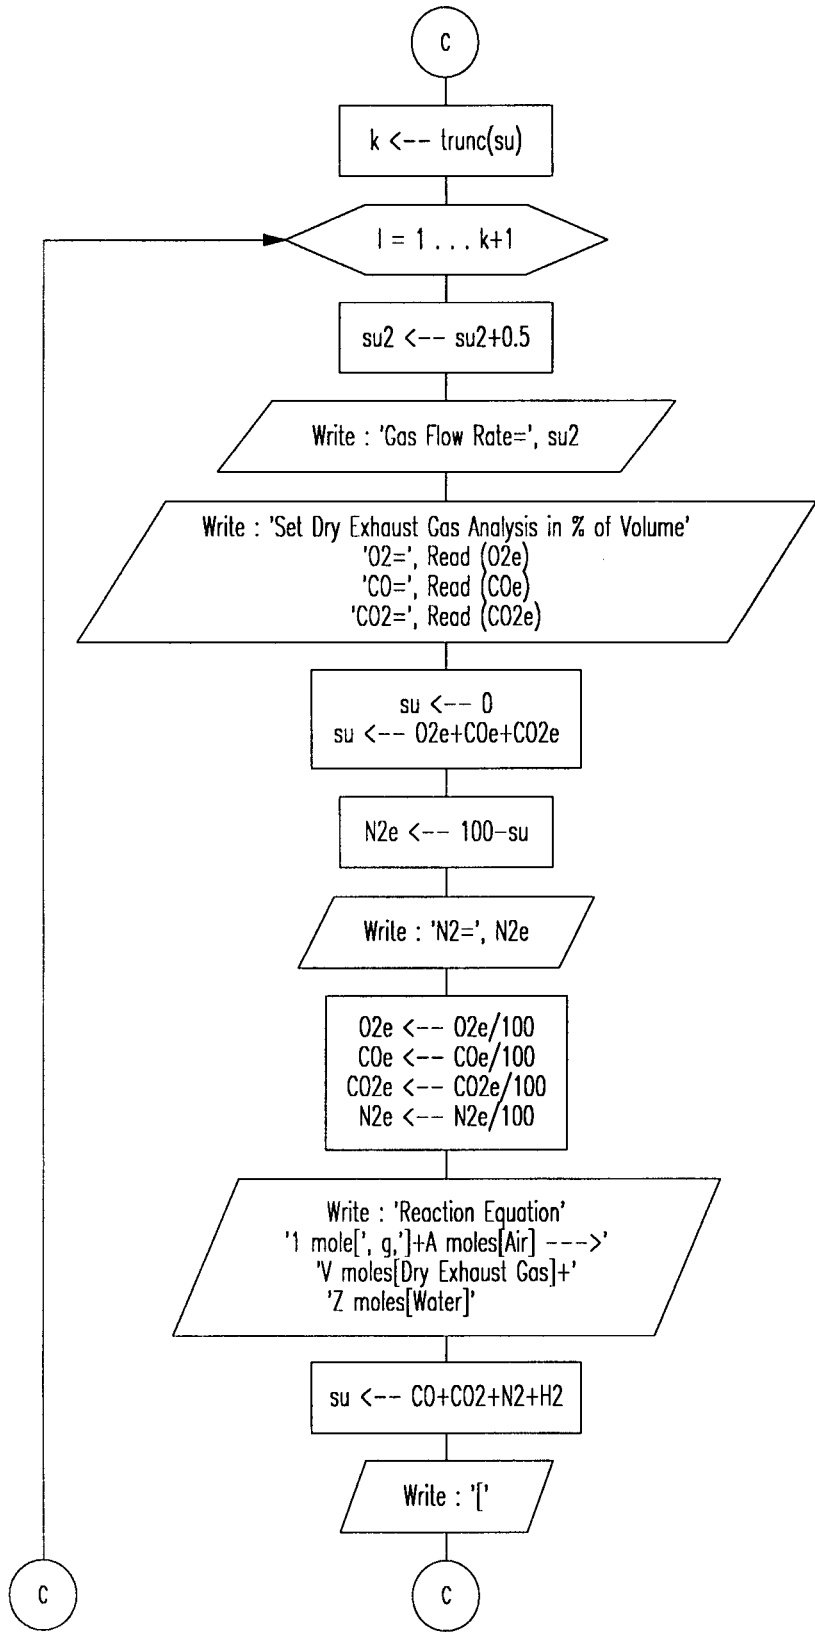 C
k <-- trunc(su)
I = 1 . . . k+1
su2 <-- su2+0.5
Write : 'Gas Flow Rate=', su2
Write : 'Set Dry Exhaust Gas Analysis in % of Volume'
'O2=', Read (O2e)
'CO=', Read (COe)
'CO2=', Read (CO2e)
su <-- 0
su <-- O2e+COe+CO2e
N2e <-- 100-su
Write : 'N2=', N2e
O2e <-- O2e/100
COe <-- COe/100
CO2e <-- CO2e/100
N2e <-- N2e/100
Write : 'Reaction Equation'
'1 mole[', g,']+A moles[Air] --->'
'V moles[Dry Exhaust Gas]+'
'Z moles[Water]'
su <-- CO+CO2+N2+H2
Write : '['
C
C